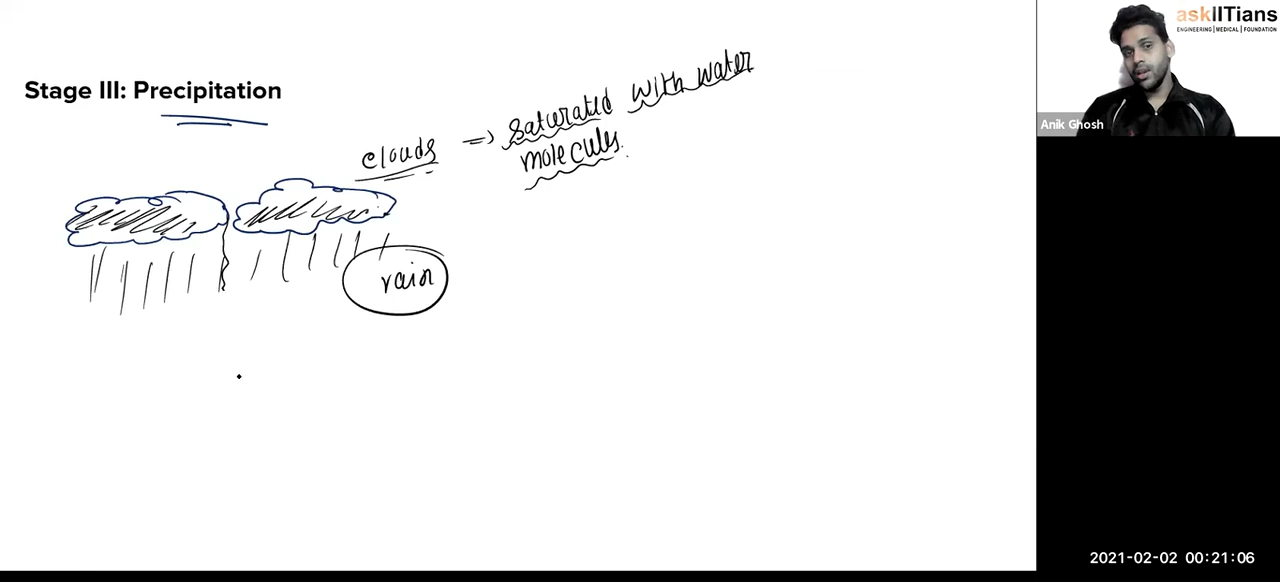 askIITians
ENGINEERING | MEDICAL | FOUNDATION
Stage III: Precipitation
clouds => saturated with water
molecules.
rain
Anik Ghosh
2021-02-02 00:21:06